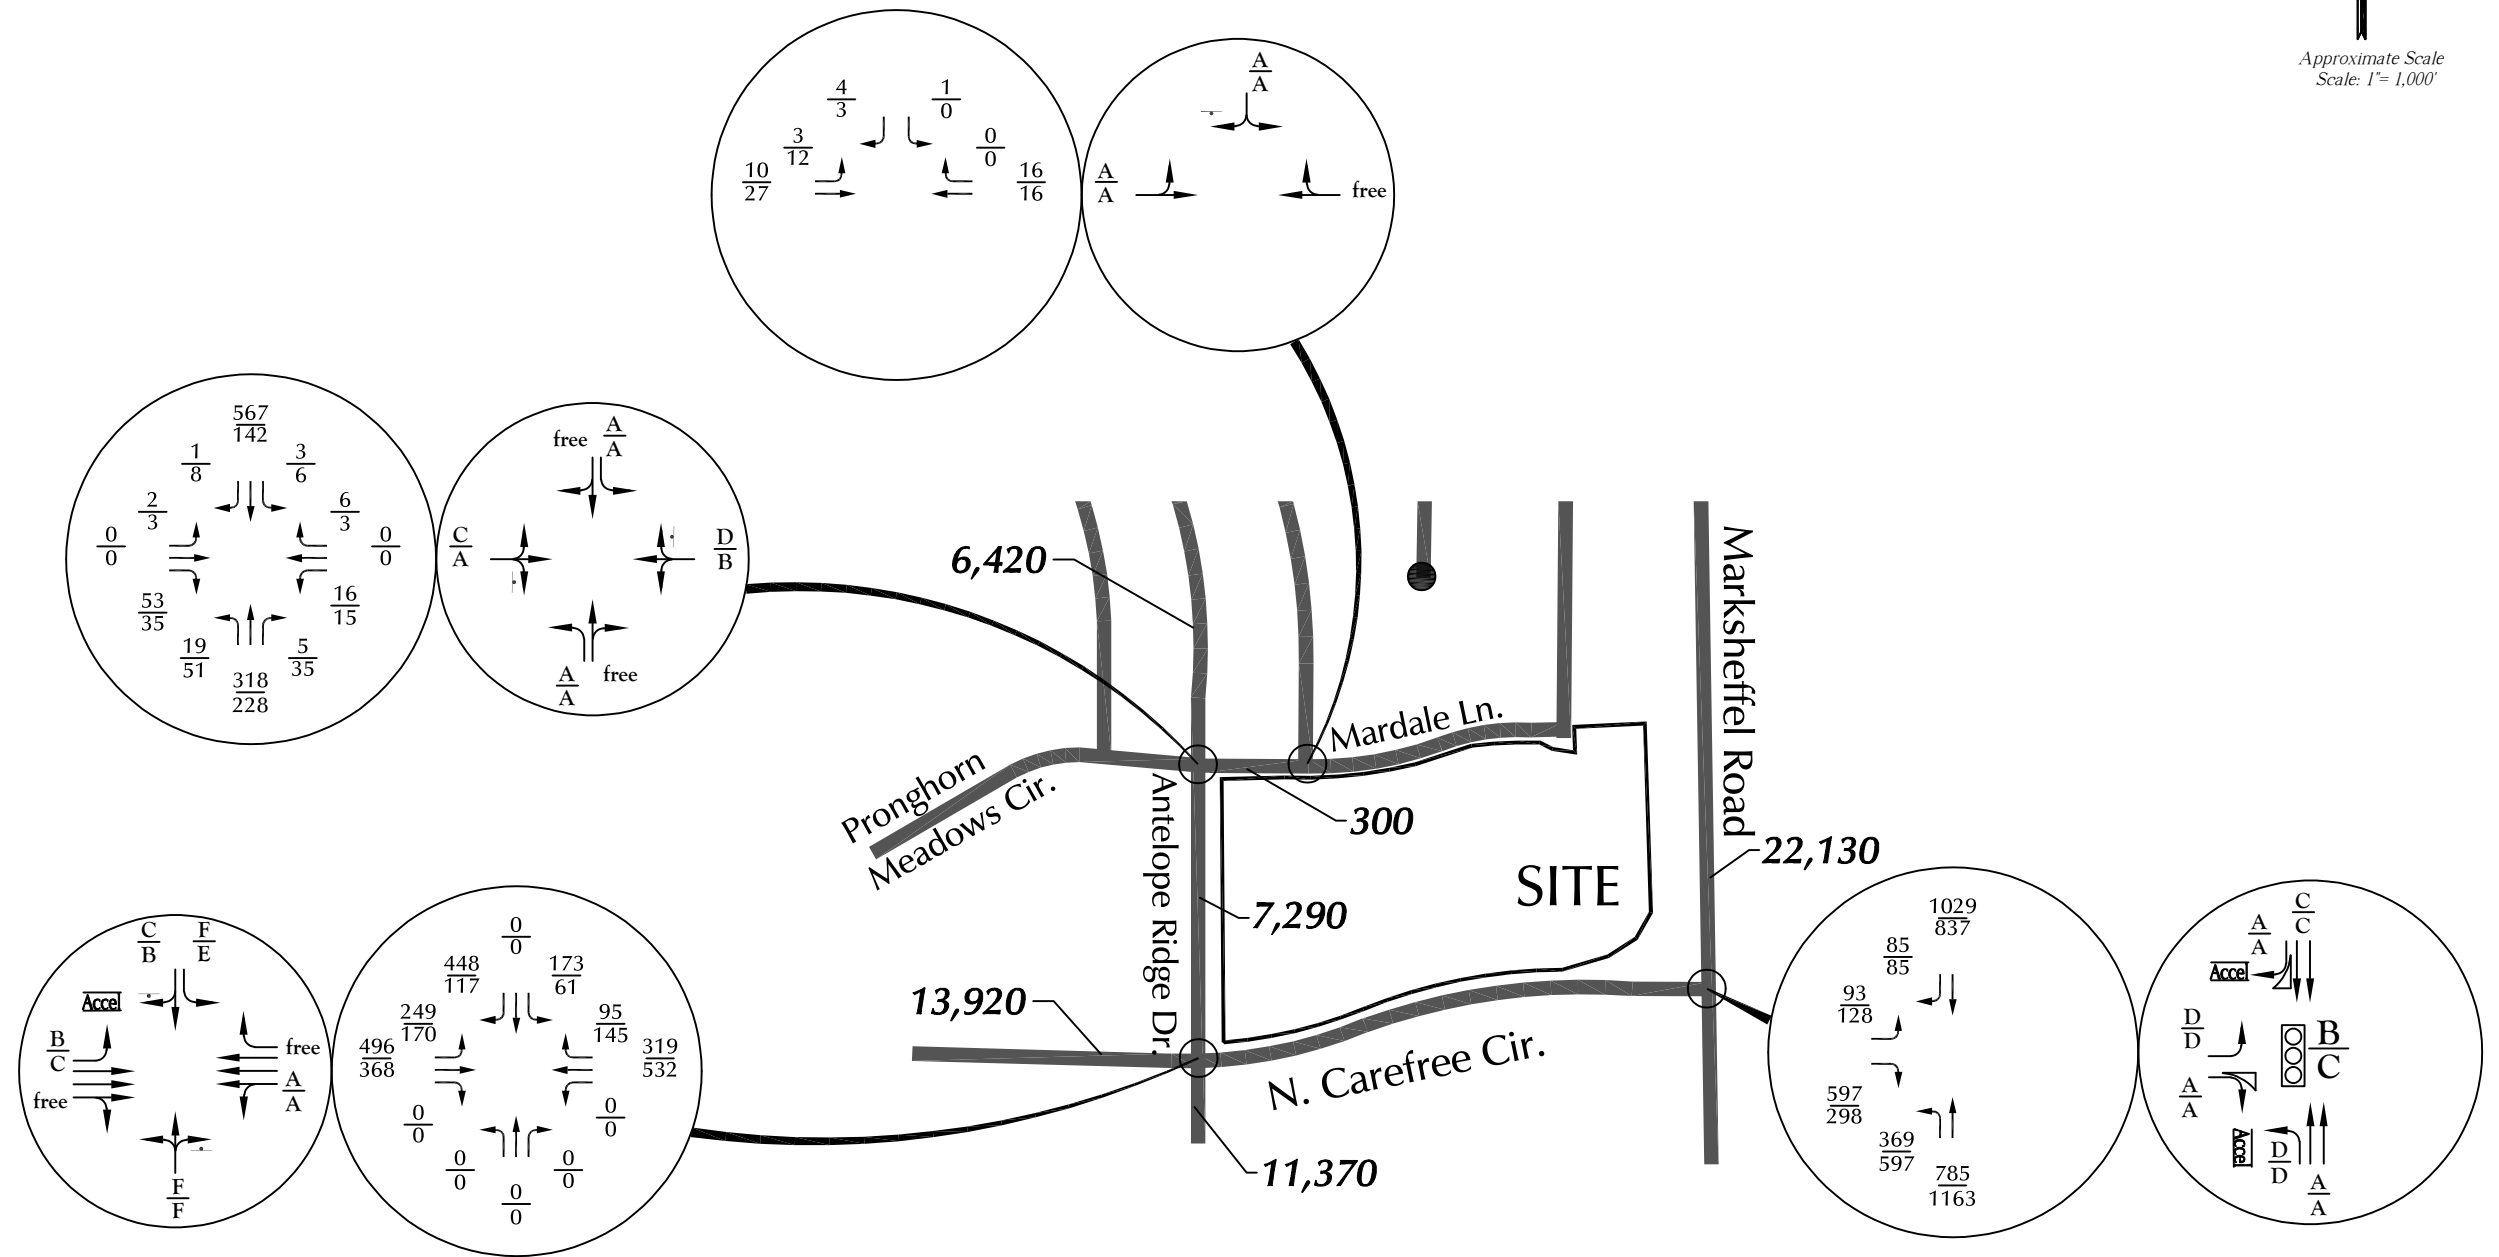 Approximate Scale
Scale: 1"= 1,000'
4
3
1
0
3
12
0
0
10
27
16
16
A
A
A
A
free
567
142
1
8
3
6
2
3
6
3
0
0
0
0
53
35
16
15
19
51
5
35
318
228
free
A
A
C
A
D
B
A
A
free
6,420
Marksheffel Road
Mardale Ln.
Pronghorn
Meadows Cir.
300
Antelope Ridge Dr.
SITE
7,290
22,130
13,920
N. Carefree Cir.
11,370
C
B
F
E
Accel
B
C
free
free
A
A
F
F
0
0
448
117
173
61
249
170
95
145
496
368
319
532
0
0
0
0
0
0
0
0
0
0
1029
837
85
85
93
128
597
298
369
597
785
1163
C
C
A
A
Accel
D
D
B
C
A
A
Accel
D
D
A
A